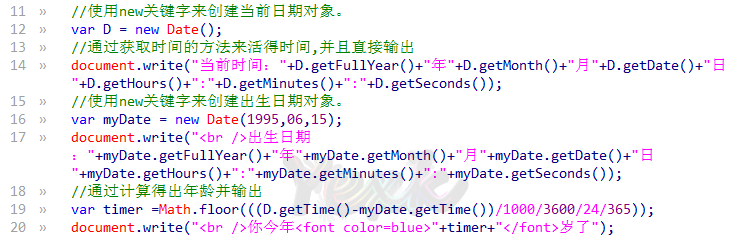 11 » //使用new关键字来创建当前日期对象。
12 » var D = new Date();
13 » //通过获取时间的方法来活得时间,并且直接输出
14 » document.write("当前时间："+D.getFullYear()+"年"+D.getMonth()+"月"+D.getDate()+"日
"+D.getHours()+":"+D.getMinutes()+":"+D.getSeconds());
15 » //使用new关键字来创建出生日期对象。
16 » var myDate = new Date(1995,06,15);
17 » document.write("<br />出生日期
："+myDate.getFullYear()+"年"+myDate.getMonth()+"月"+myDate.getDate()+"日
"+myDate.getHours()+":"+myDate.getMinutes()+":"+myDate.getSeconds());
18 » //通过计算得出年龄并输出
19 » var timer =Math.floor(((D.getTime()-myDate.getTime())/1000/3600/24/365));
20 » document.write("<br />你今年<font color=blue>"+timer+"</font>岁了");